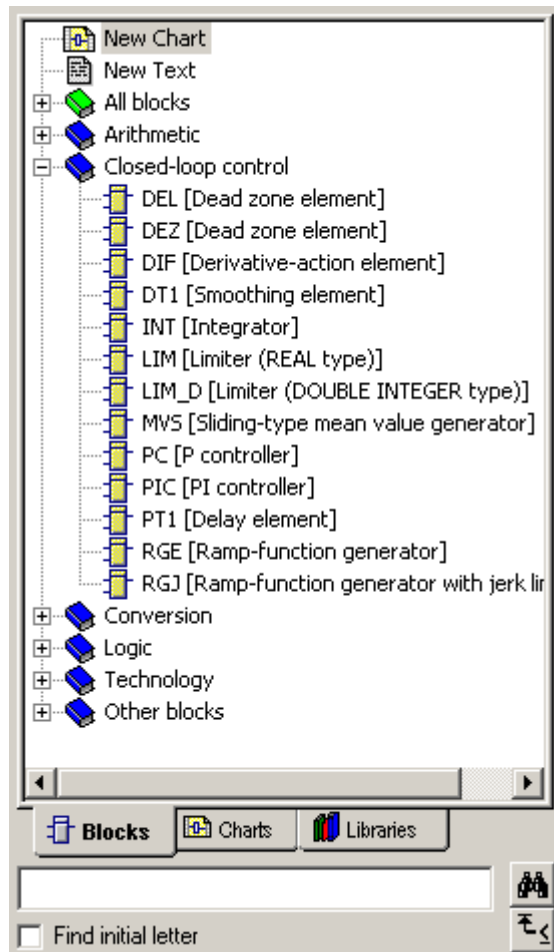 New Chart
New Text
All blocks
Arithmetic
Closed-loop control
DEL [Dead zone element]
DEZ [Dead zone element]
DIF [Derivative-action element]
DT1 [Smoothing element]
INT [Integrator]
LIM [Limiter (REAL type)]
LIM_D [Limiter (DOUBLE INTEGER type)]
MVS [Sliding-type mean value generator]
PC [P controller]
PIC [PI controller]
PT1 [Delay element]
RGE [Ramp-function generator]
RGJ [Ramp-function generator with jerk
Conversion
Logic
Technology
Other blocks
Blocks Charts Libraries
Find initial letter